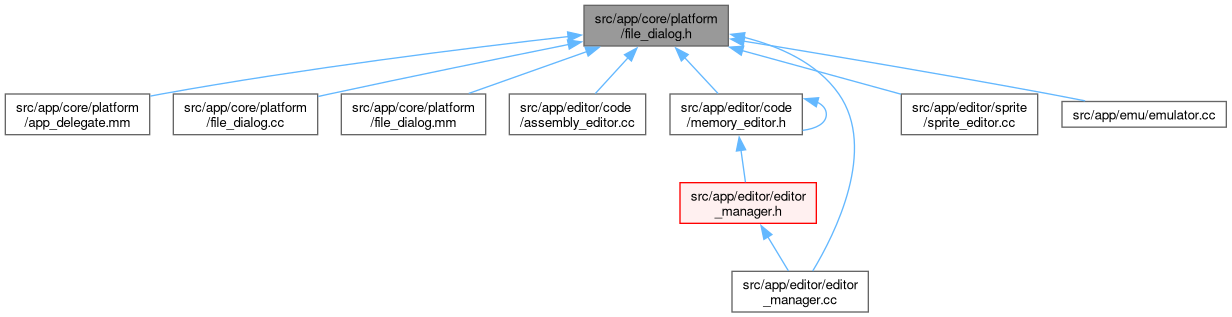 src/app/core/platform
/file_dialog.h
src/app/core/platform
/app_delegate.mm
src/app/core/platform
/file_dialog.cc
src/app/core/platform
/file_dialog.mm
src/app/editor/code
/assembly_editor.cc
src/app/editor/code
/memory_editor.h
src/app/editor/sprite
/sprite_editor.cc
src/app/emu/emulator.cc
src/app/editor/editor
_manager.h
src/app/editor/editor
_manager.cc